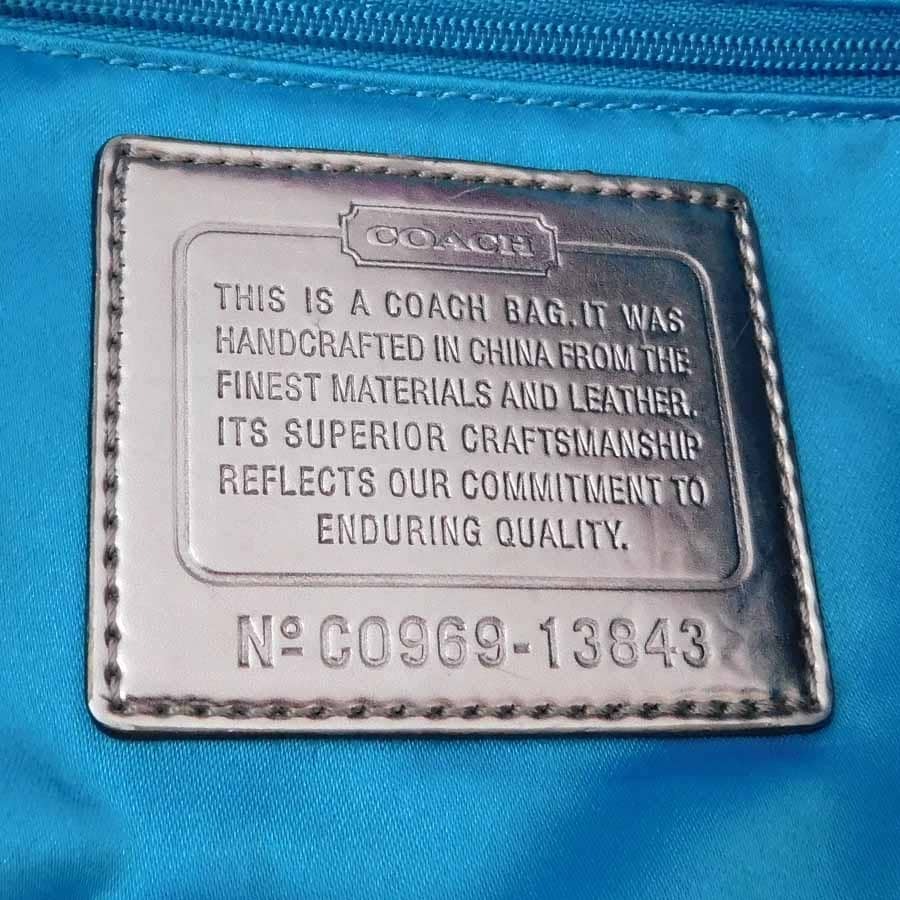 COACH
THIS IS A COACH BAG. IT WAS
HANDCRAFTED IN CHINA FROM THE
FINEST MATERIALS AND LEATHER.
ITS SUPERIOR CRAFTSMANSHIP
REFLECTS OUR COMMITMENT TO
ENDURING QUALITY.
Nº C0969-13843